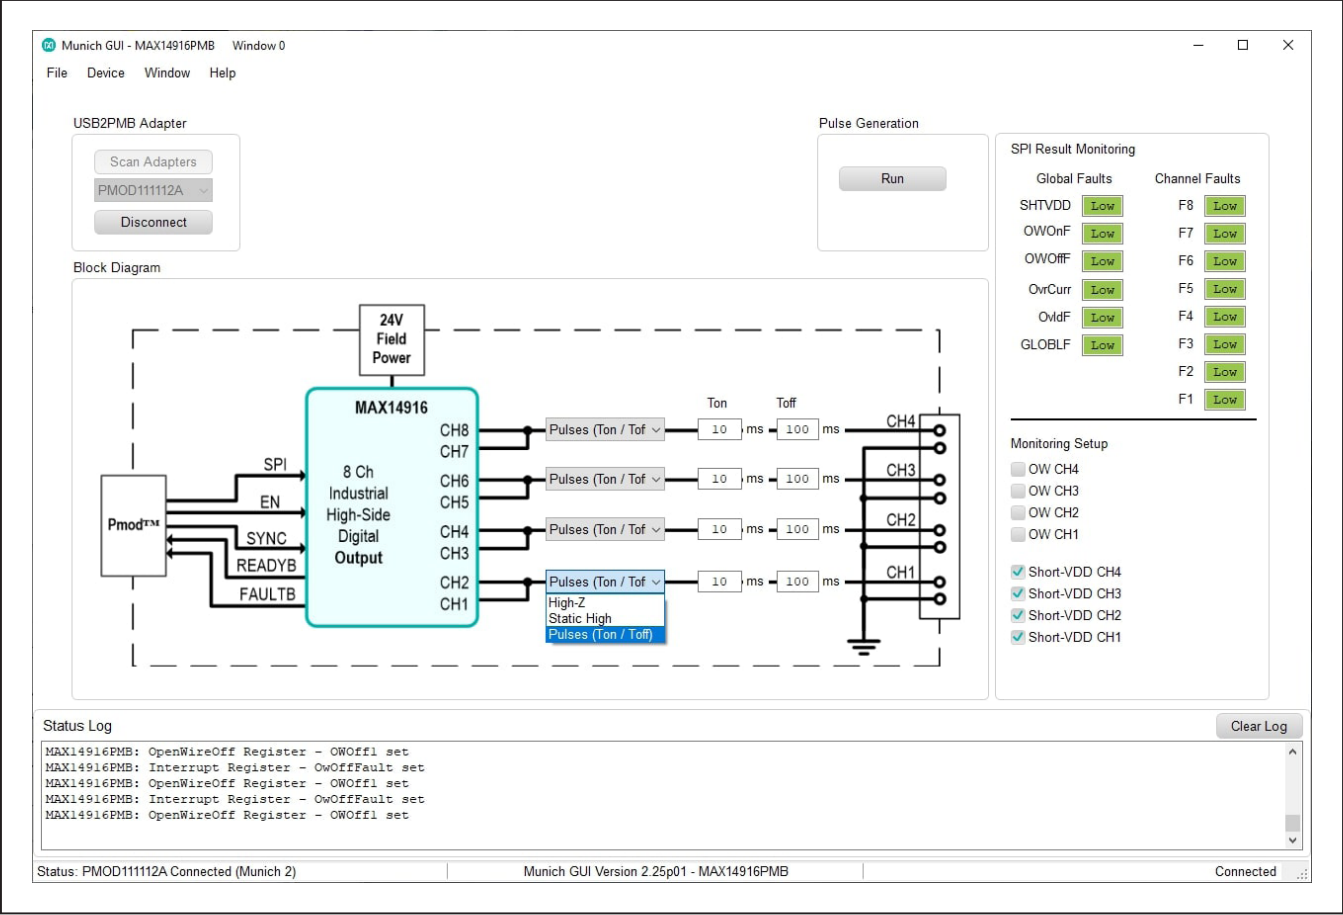 Munich GUI - MAX14916PMB Window 0
File Device Window Help
USB2PMB Adapter
Scan Adapters
PMOD111112A
Disconnect
Pulse Generation
Run
SPI Result Monitoring
Global Faults Channel Faults
SHTVDD Low F8 Low
OWOnF Low F7 Low
OWOffF Low F6 Low
OvrCurr Low F5 Low
OvldF Low F4 Low
GLOBLF Low F3 Low
F2 Low
F1 Low
Monitoring Setup
OW CH4
OW CH3
OW CH2
OW CH1
Short-VDD CH4
Short-VDD CH3
Short-VDD CH2
Short-VDD CH1
Block Diagram
24V
Field
Power
MAX14916
8 Ch
Industrial
High-Side
Digital
Output
Pmod™
SPI
EN
SYNC
READYB
FAULTB
CH8
CH7
CH6
CH5
CH4
CH3
CH2
CH1
Ton Toff
Pulses (Ton / Tof 10 ms 100 ms CH4
Pulses (Ton / Tof 10 ms 100 ms CH3
Pulses (Ton / Tof 10 ms 100 ms CH2
Pulses (Ton / Tof 10 ms 100 ms CH1
High-Z
Static High
Pulses (Ton / Toff)
Status Log
Clear Log
MAX14916PMB: OpenWireOff Register - OWOff1 set
MAX14916PMB: Interrupt Register - OwOffFault set
MAX14916PMB: OpenWireOff Register - OWOff1 set
MAX14916PMB: Interrupt Register - OwOffFault set
MAX14916PMB: OpenWireOff Register - OWOff1 set
Status: PMOD111112A Connected (Munich 2) Munich GUI Version 2.25p01 - MAX14916PMB Connected